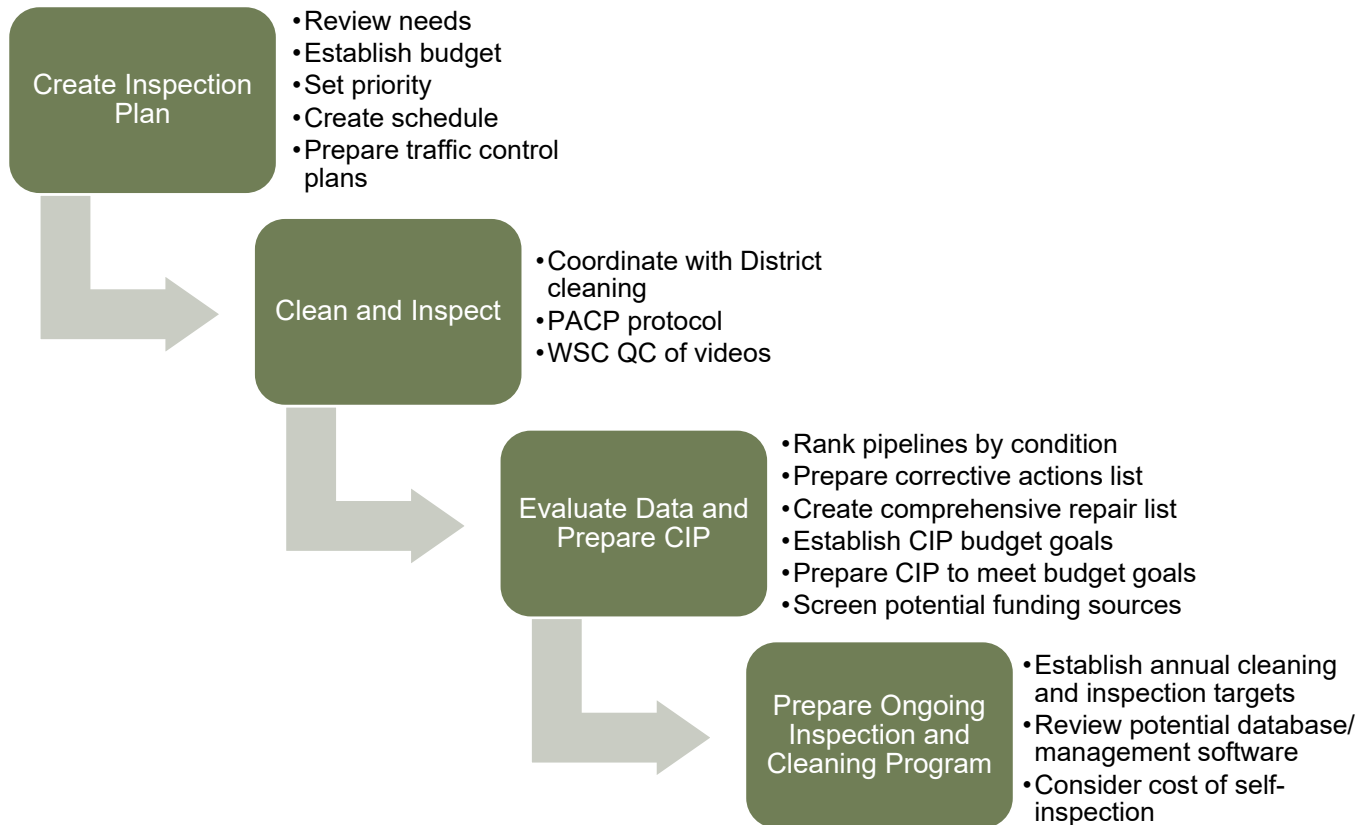 Create Inspection
Plan
•Review needs
•Establish budget
•Set priority
•Create schedule
•Prepare traffic control
plans
Clean and Inspect
•Coordinate with District
cleaning
•PACP protocol
•WSC QC of videos
Evaluate Data and
Prepare CIP
•Rank pipelines by condition
•Prepare corrective actions list
•Create comprehensive repair list
•Establish CIP budget goals
•Prepare CIP to meet budget goals
•Screen potential funding sources
Prepare Ongoing
Inspection and
Cleaning Program
•Establish annual cleaning
and inspection targets
•Review potential database/
management software
•Consider cost of self-
inspection